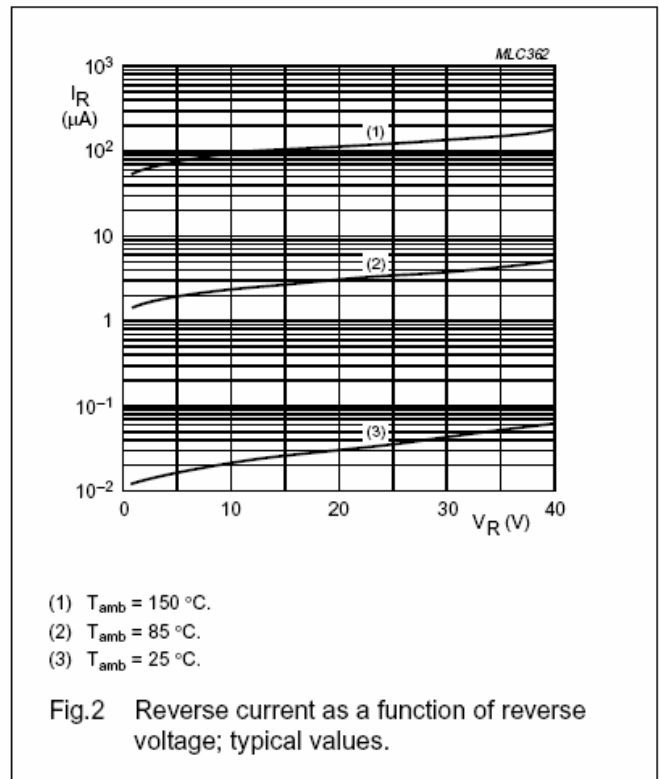 MLC362
10³
I_R
(μA)
(1)
10²
10
(2)
1
10⁻¹
(3)
10⁻²
0 10 20 30 40
V_R (V)
(1) T_amb = 150 °C.
(2) T_amb = 85 °C.
(3) T_amb = 25 °C.
Fig.2 Reverse current as a function of reverse
voltage; typical values.